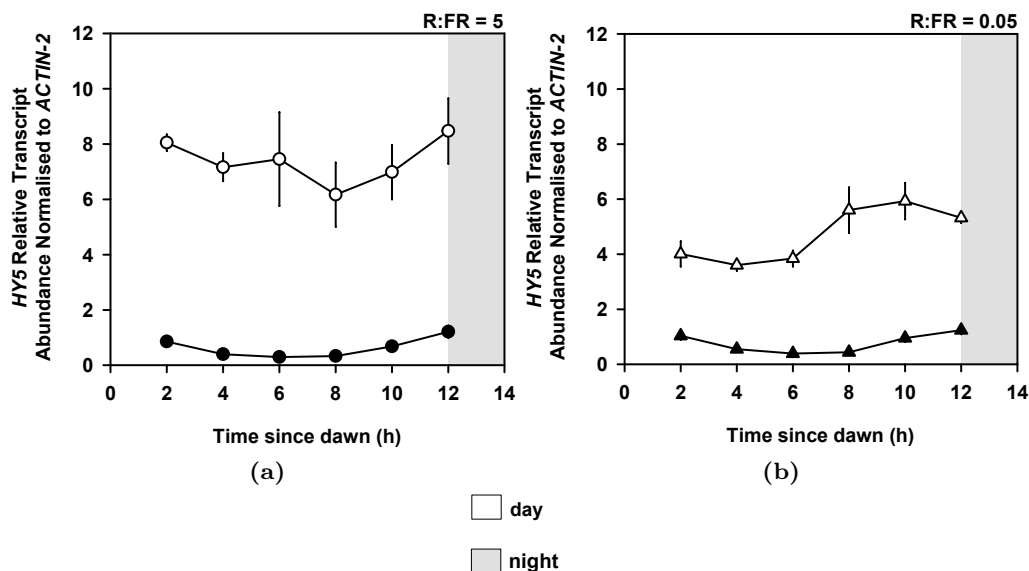 R:FR = 5
HY5 Relative Transcript
Abundance Normalised to ACTIN-2
12
10
8
6
4
2
0
0 2 4 6 8 10 12 14
Time since dawn (h)
(a)
R:FR = 0.05
HY5 Relative Transcript
Abundance Normalised to ACTIN-2
12
10
8
6
4
2
0
0 2 4 6 8 10 12 14
Time since dawn (h)
(b)
day
night